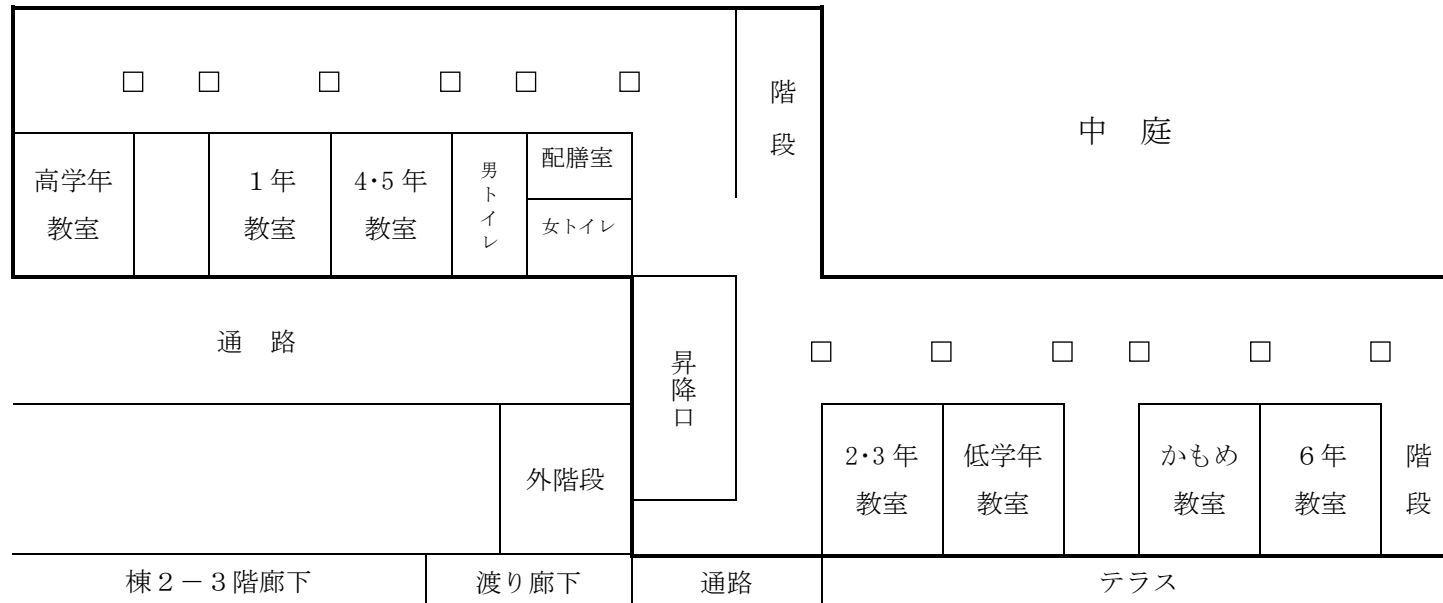 階
段
中 庭
高学年
教室
1年
教室
4・5年
教室
男トイレ
配膳室
女トイレ
通 路
昇降口
2・3年
教室
低学年
教室
かもめ
教室
6年
教室
階
段
外階段
棟2-3階廊下
渡り廊下
通路
テラス